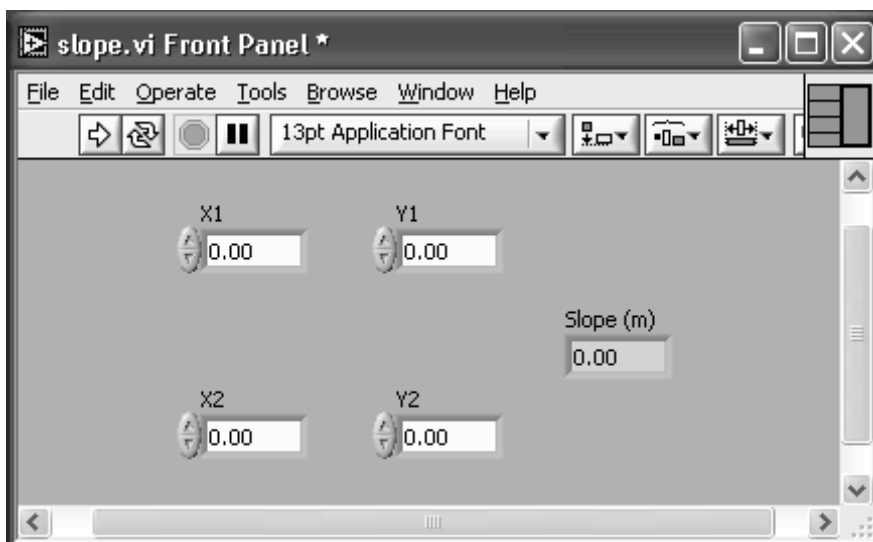 slope.vi Front Panel *
File Edit Operate Tools Browse Window Help
13pt Application Font
X1 Y1
0.00 0.00
Slope (m)
0.00
X2 Y2
0.00 0.00